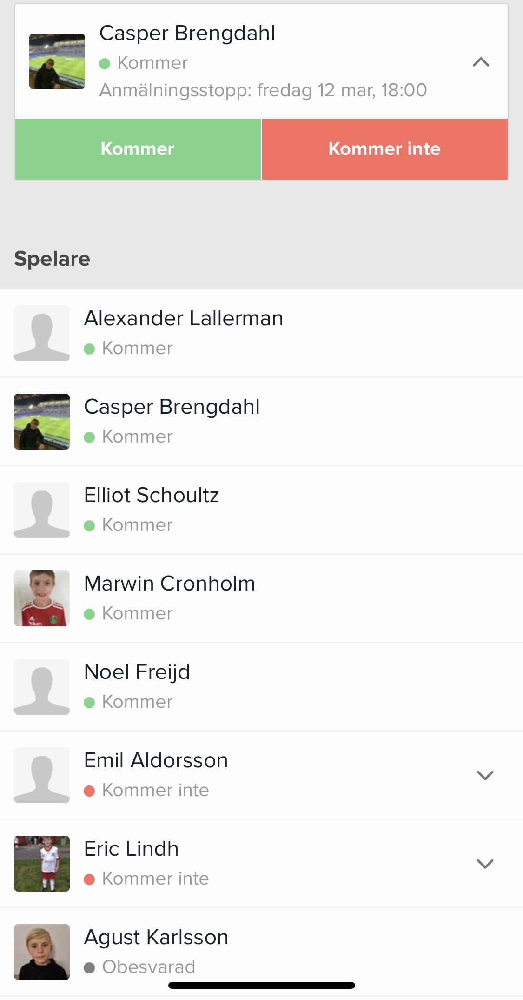 Casper Brengdahl
Kommer
Anmälningsstopp: fredag 12 mar, 18:00
Kommer
Kommer inte
Spelare
Alexander Lallerman
Kommer
Casper Brengdahl
Kommer
Elliot Schoultz
Kommer
Marwin Cronholm
Kommer
Noel Freijd
Kommer
Emil Aldorsson
Kommer inte
Eric Lindh
Kommer inte
Agust Karlsson
Obesvarad